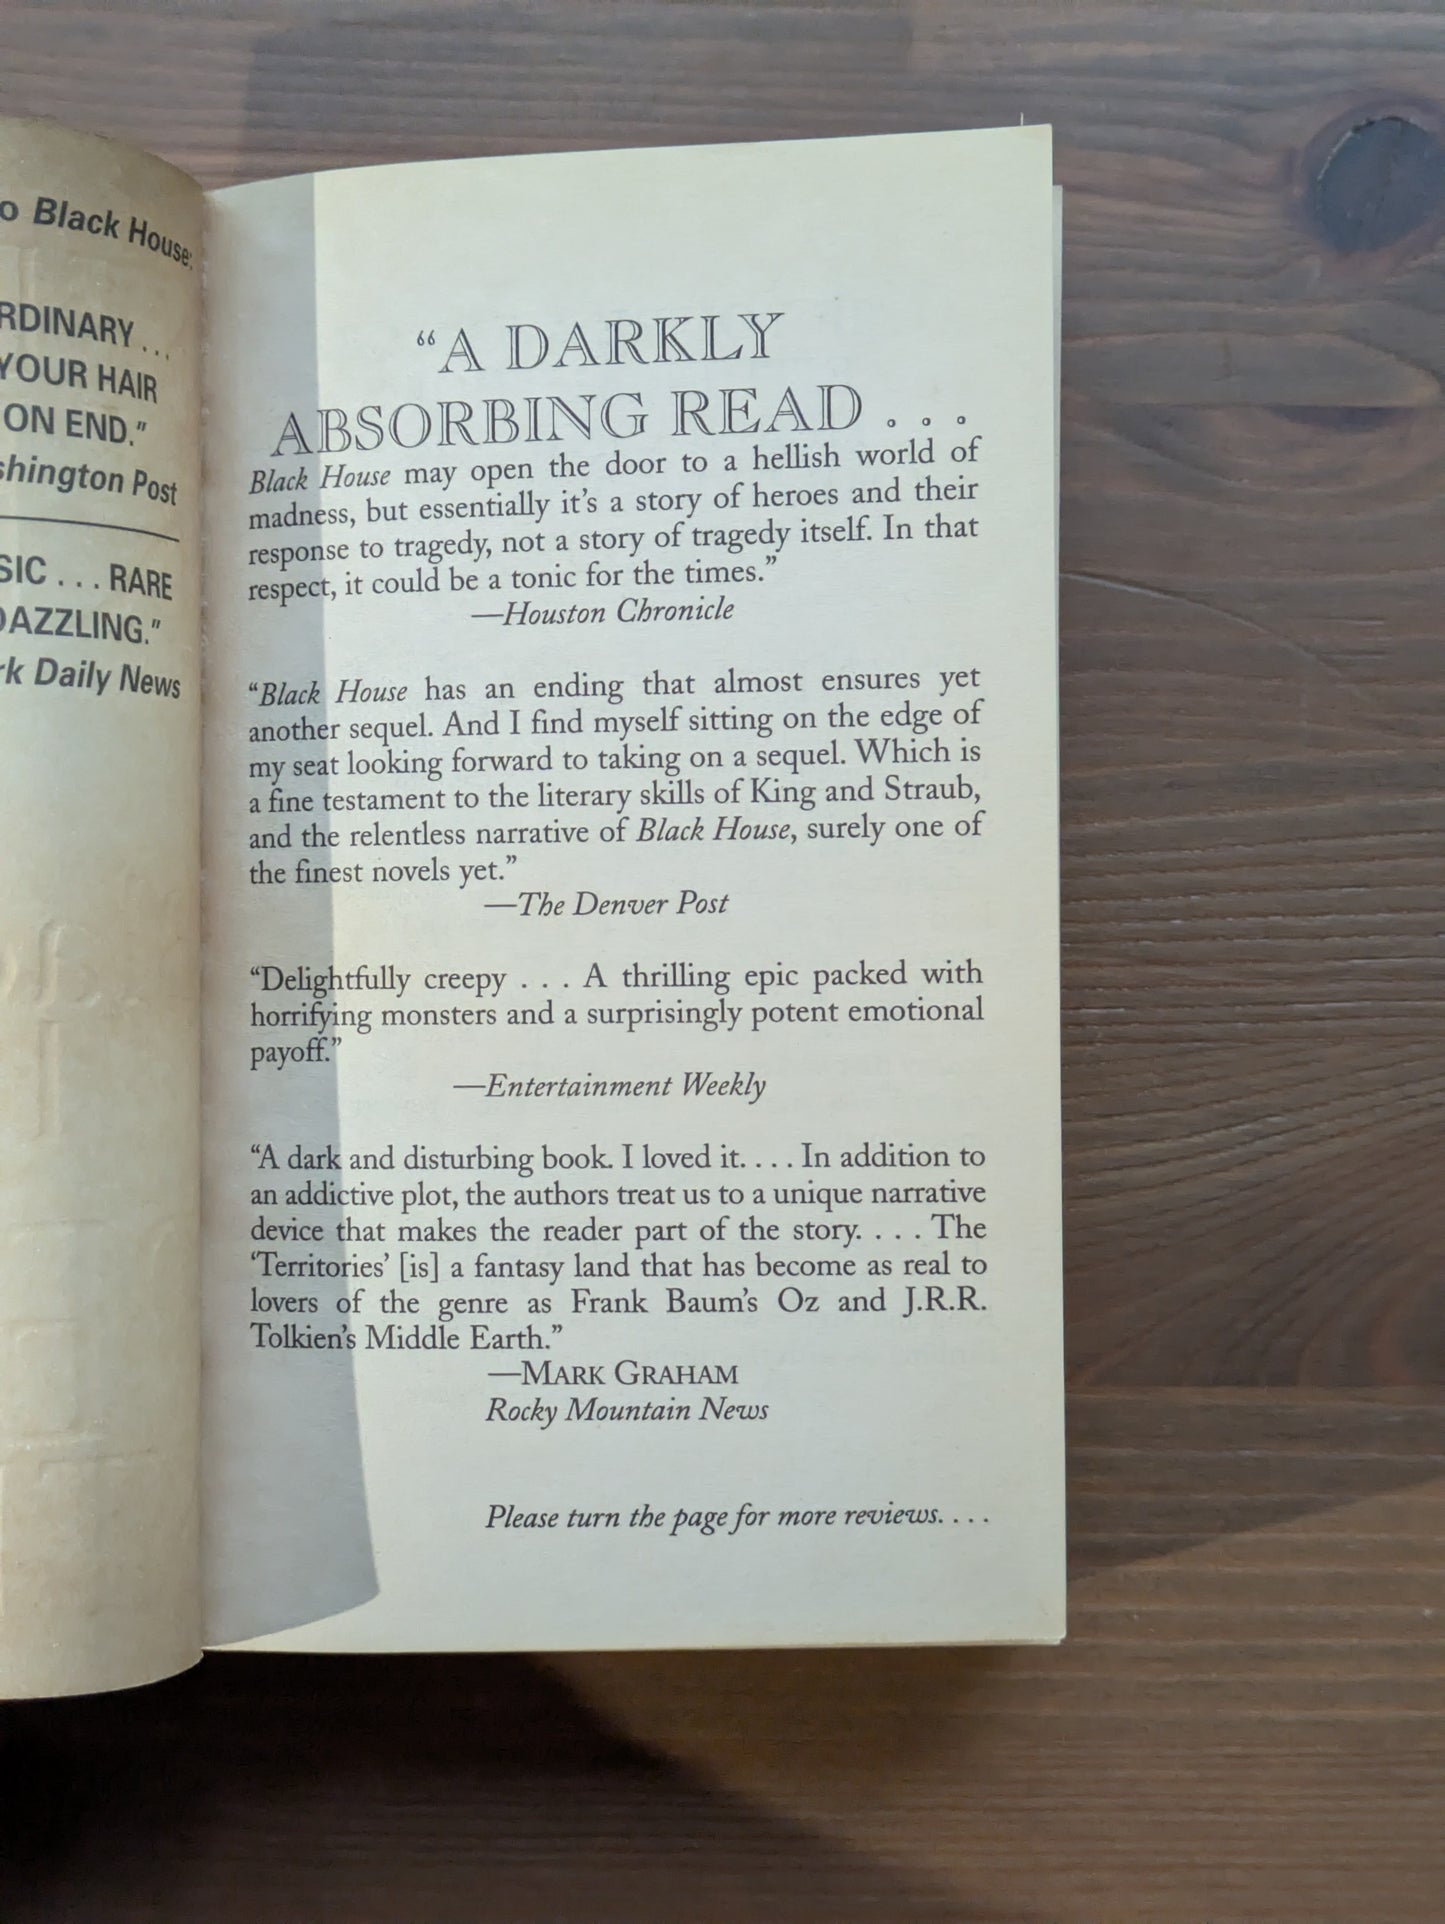 o Black House:
RDINARY . . .
YOUR HAIR
ON END.”
shington Post
SIC . . . RARE
DAZZLING.”
rk Daily News
“A DARKLY
ABSORBING READ . . .
Black House may open the door to a hellish world of
madness, but essentially it’s a story of heroes and their
response to tragedy, not a story of tragedy itself. In that
respect, it could be a tonic for the times.”
—Houston Chronicle
“Black House has an ending that almost ensures yet
another sequel. And I find myself sitting on the edge of
my seat looking forward to taking on a sequel. Which is
a fine testament to the literary skills of King and Straub,
and the relentless narrative of Black House, surely one of
the finest novels yet.”
—The Denver Post
“Delightfully creepy . . . A thrilling epic packed with
horrifying monsters and a surprisingly potent emotional
payoff.”
—Entertainment Weekly
“A dark and disturbing book. I loved it. . . . In addition to
an addictive plot, the authors treat us to a unique narrative
device that makes the reader part of the story. . . . The
‘Territories’ [is] a fantasy land that has become as real to
lovers of the genre as Frank Baum’s Oz and J.R.R.
Tolkien’s Middle Earth.”
—MARK GRAHAM
Rocky Mountain News
Please turn the page for more reviews. . . .